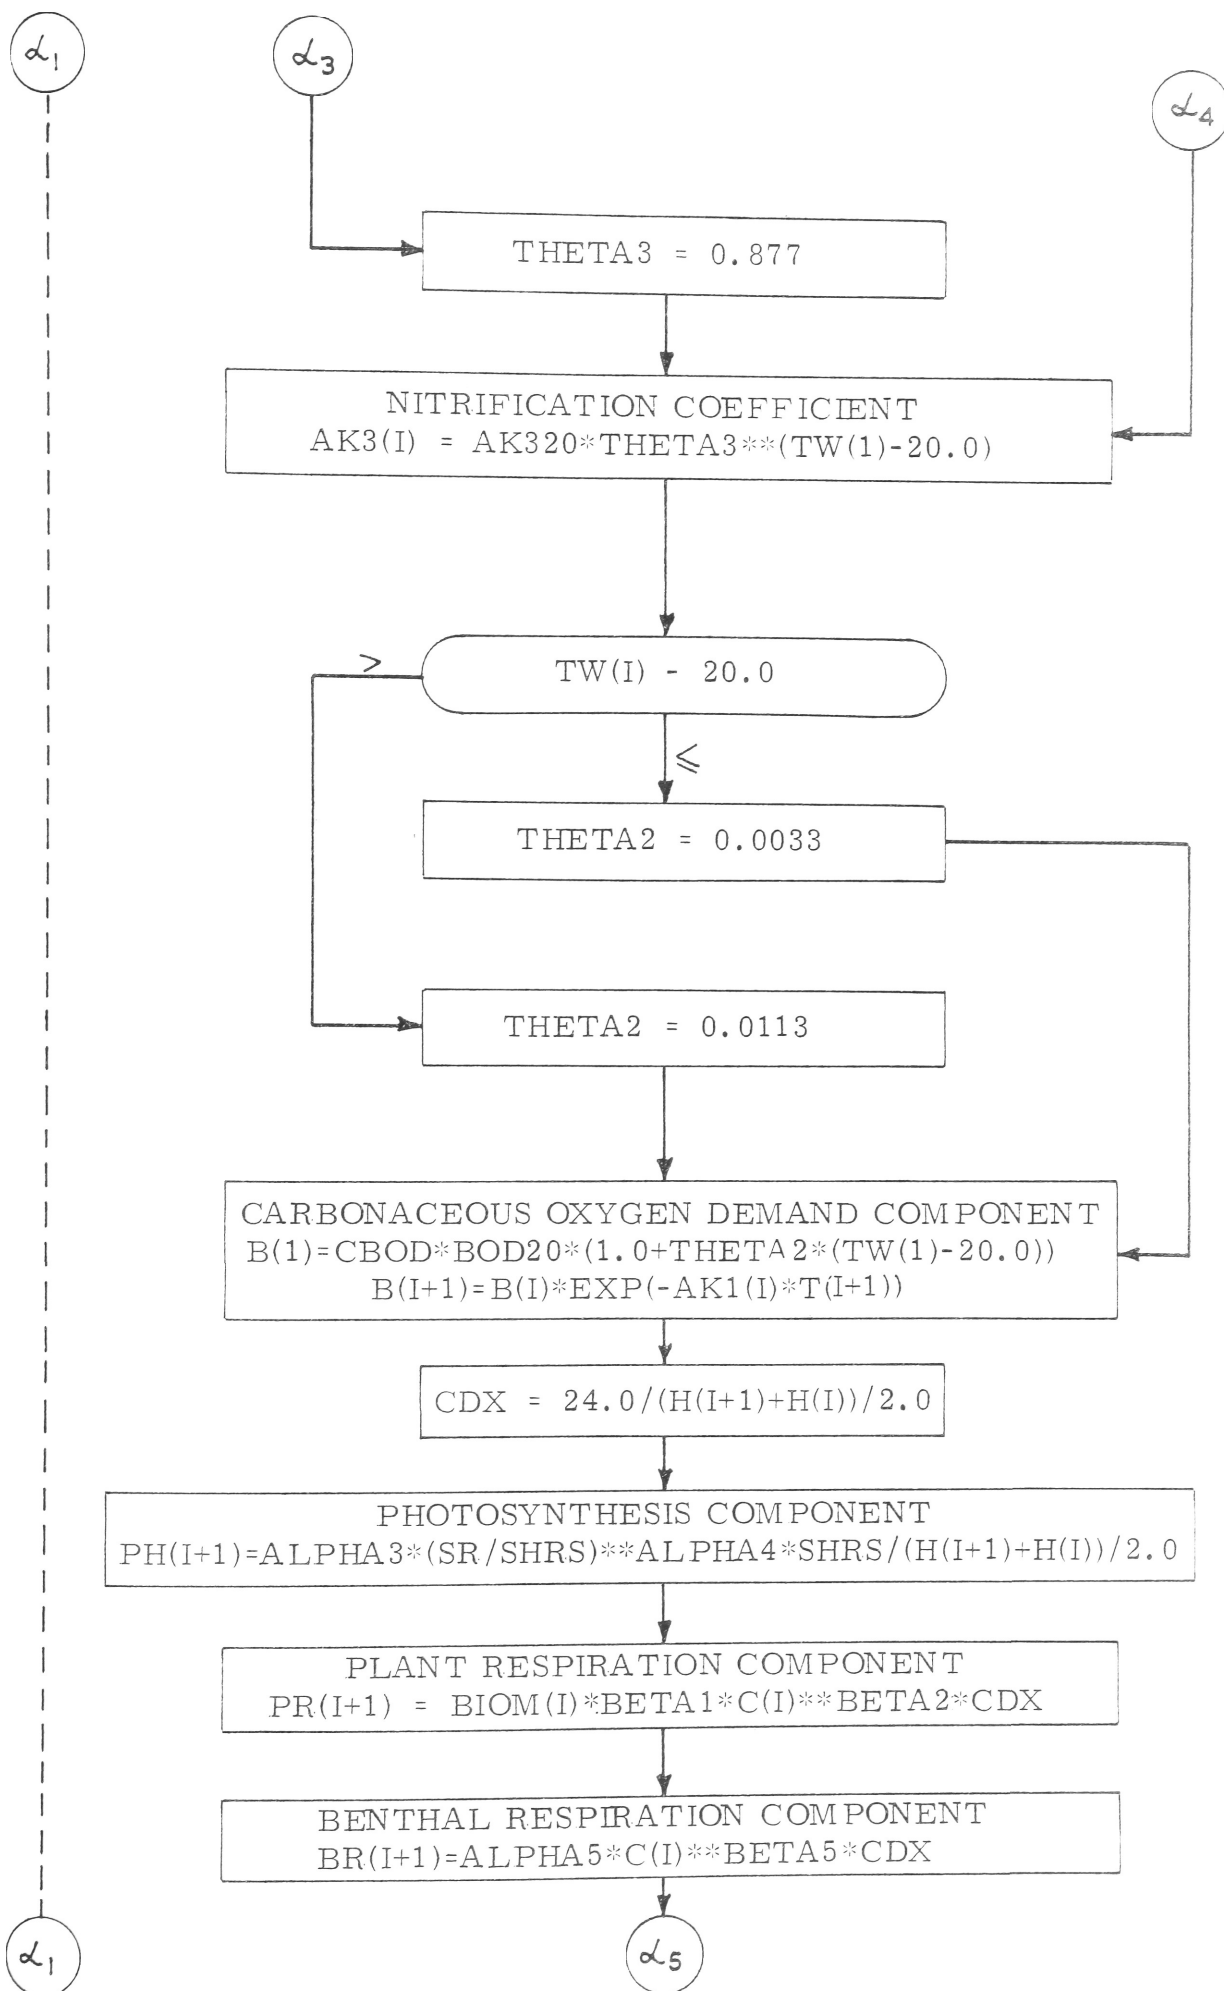 α1
α3
α4
THETA3 = 0.877
NITRIFICATION COEFFICIENT
AK3(I) = AK320*THETA3**(TW(1)-20.0)
TW(I) - 20.0
>
≤
THETA2 = 0.0033
THETA2 = 0.0113
CARBONACEOUS OXYGEN DEMAND COMPONENT
B(1)=CBOD*BOD20*(1.0+THETA2*(TW(1)-20.0))
B(I+1)=B(I)*EXP(-AK1(I)*T(I+1))
CDX = 24.0/(H(I+1)+H(I))/2.0
PHOTOSYNTHESIS COMPONENT
PH(I+1)=ALPHA3*(SR/SHRS)**ALPHA4*SHRS/(H(I+1)+H(I))/2.0
PLANT RESPIRATION COMPONENT
PR(I+1) = BIOM(I)*BETA1*C(I)**BETA2*CDX
BENTHAL RESPIRATION COMPONENT
BR(I+1)=ALPHA5*C(I)**BETA5*CDX
α1
α5